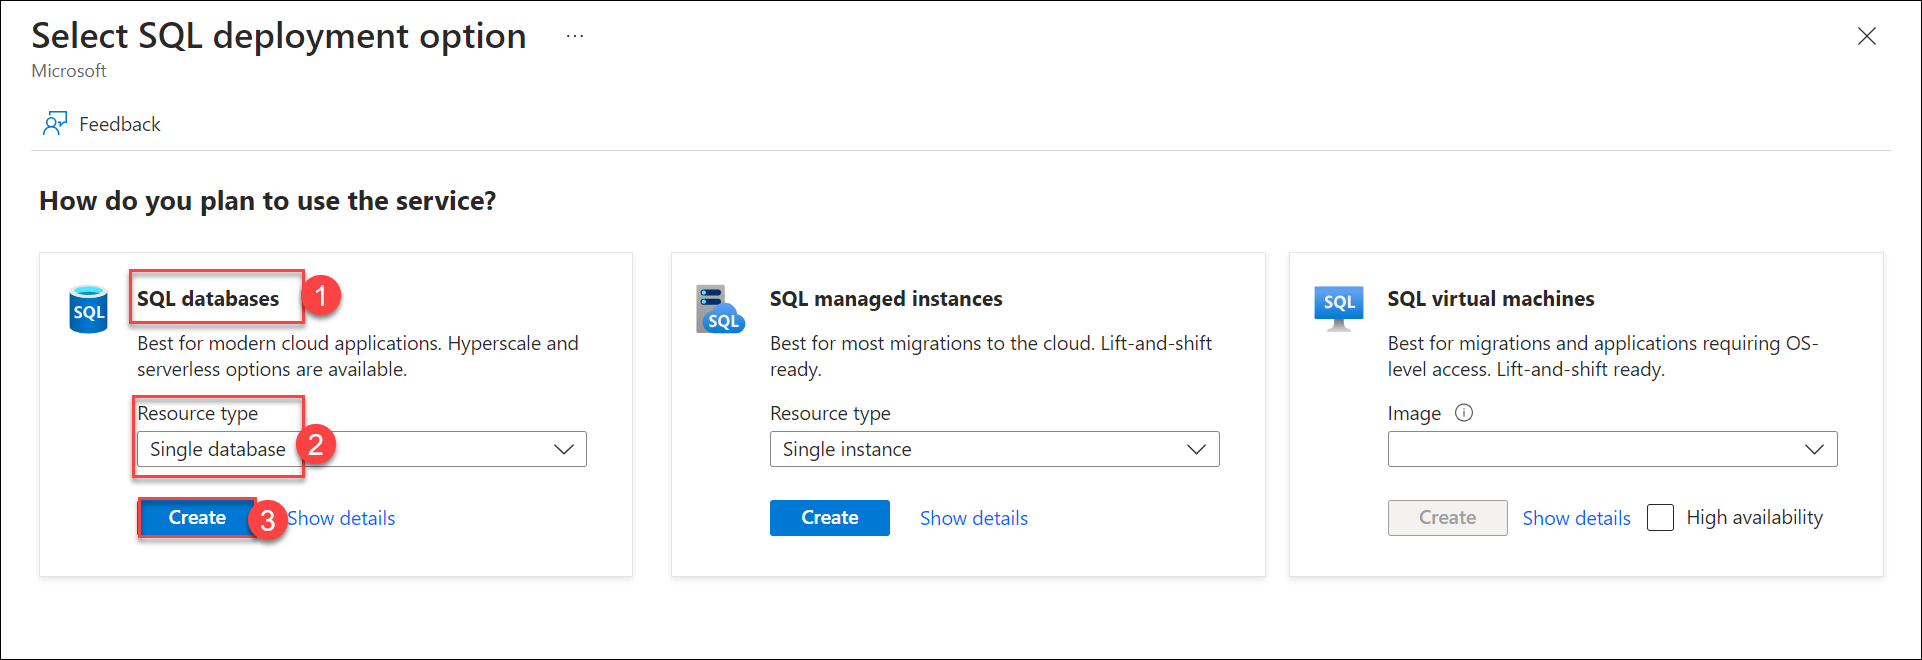 Select SQL deployment option ...
Microsoft
Feedback
How do you plan to use the service?
SQL
SQL databases
1
Best for modern cloud applications. Hyperscale and
serverless options are available.
Resource type
Single database
2
Create
3
Show details
SQL
SQL managed instances
Best for most migrations to the cloud. Lift-and-shift
ready.
Resource type
Single instance
Create
Show details
SQL
SQL virtual machines
Best for migrations and applications requiring OS-
level access. Lift-and-shift ready.
Image
Create
Show details
High availability